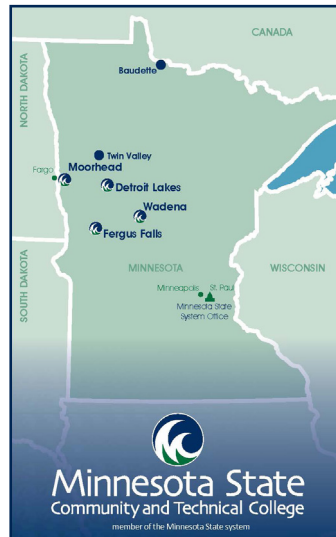 CANADA
NORTH DAKOTA
Baudette
Twin Valley
Fargo
Moorhead
Detroit Lakes
Wadena
Fergus Falls
MINNESOTA
WISCONSIN
SOUTH DAKOTA
Minneapolis
St. Paul
Minnesota State
System Office
Minnesota State
Community and Technical College
member of the Minnesota State system